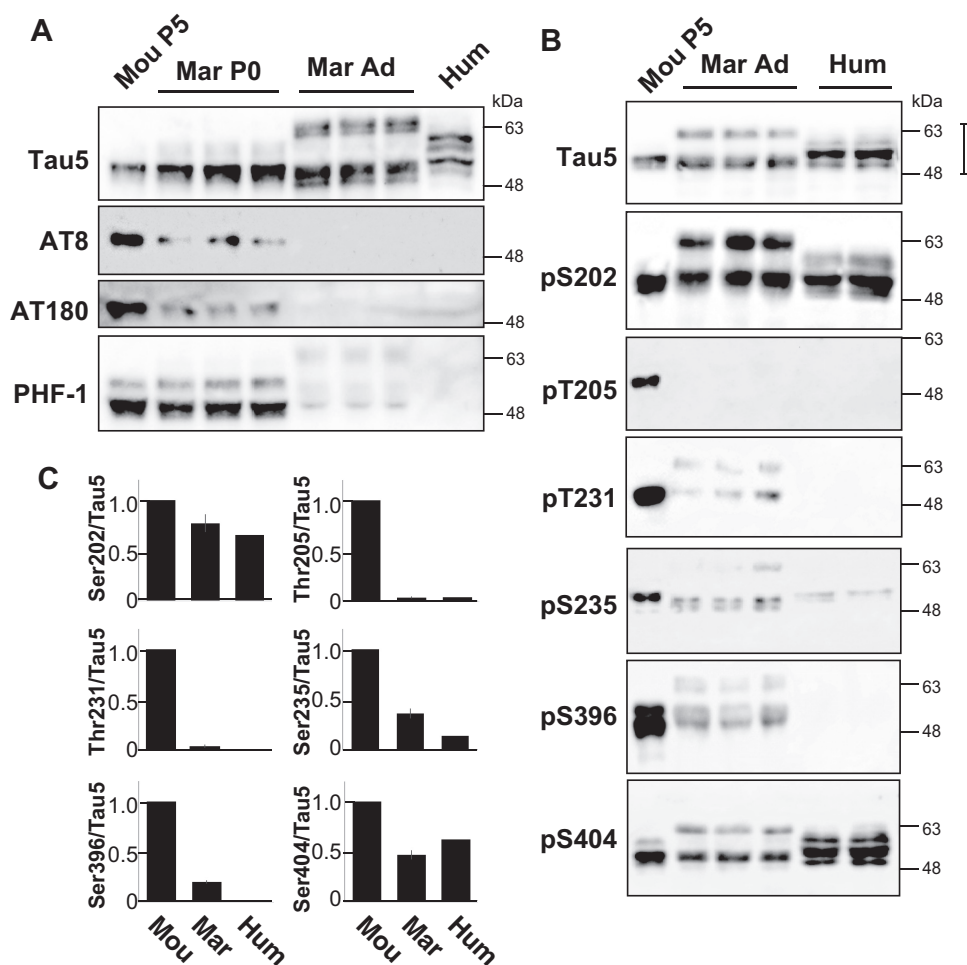 A
Mou P5
Mar P0
Mar Ad
Hum
kDa
Tau5
63
48
AT8
48
AT180
48
PHF-1
63
48
B
Mou P5
Mar Ad
Hum
kDa
Tau5
63
48
pS202
63
48
pT205
63
48
pT231
63
48
pS235
63
48
pS396
63
48
pS404
63
48
C
Ser202/Tau5
1.0
0.5
0
Thr205/Tau5
1.0
0.5
0
Thr231/Tau5
1.0
0.5
0
Ser235/Tau5
1.0
0.5
0
Ser396/Tau5
1.0
0.5
0
Ser404/Tau5
1.0
0.5
0
Mou
Mar
Hum
Mou
Mar
Hum